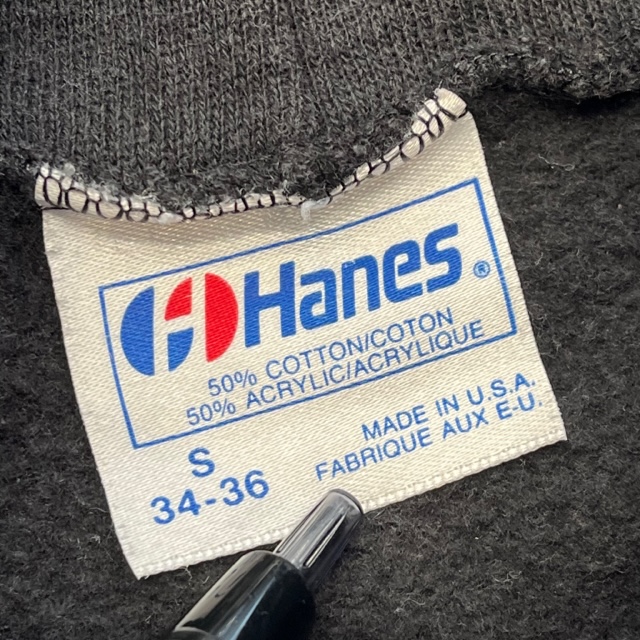 Hanes®
50% COTTON/COTON
50% ACRYLIC/ACRYLIQUE
S
34-36
MADE IN U.S.A.
FABRIQUE AUX E-U.